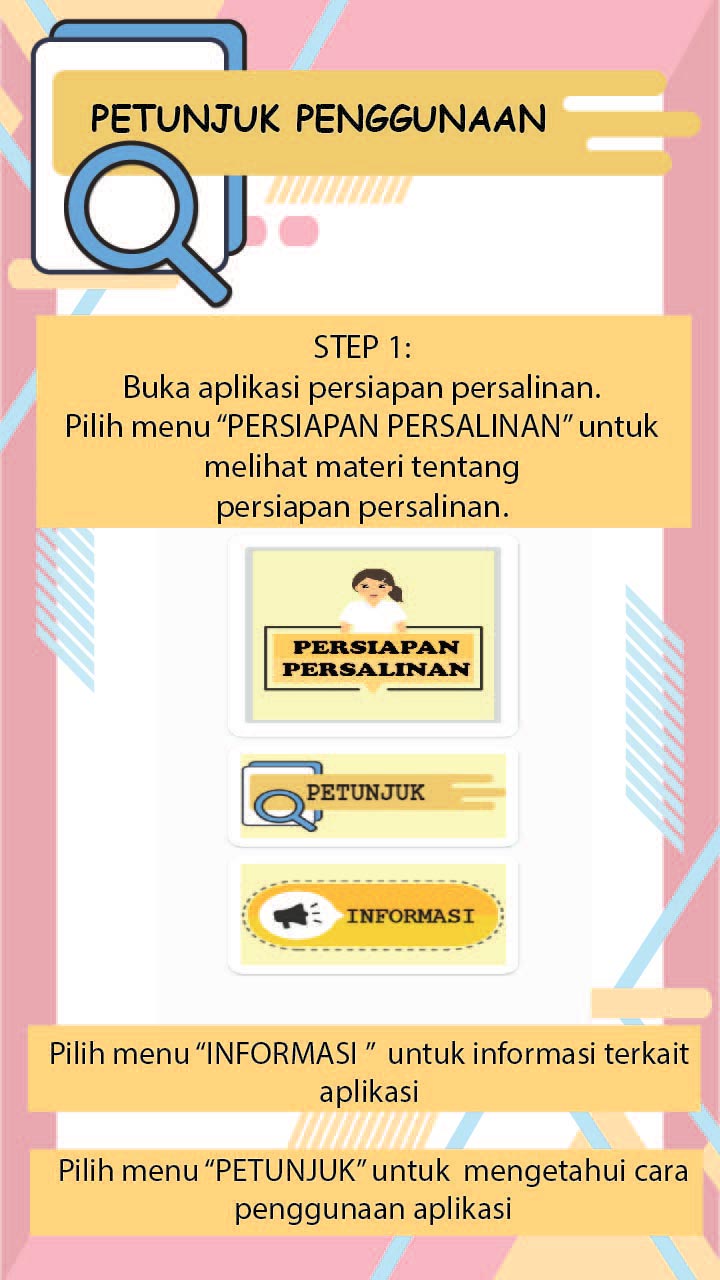 PETUNJUK PENGGUNAAN
STEP 1:
Buka aplikasi persiapan persalinan.
Pilih menu “PERSIAPAN PERSALINAN” untuk
melihat materi tentang
persiapan persalinan.
PERSIAPAN
PERSALINAN
PETUNJUK
INFORMASI
Pilih menu “INFORMASI ” untuk informasi terkait
aplikasi
Pilih menu “PETUNJUK” untuk mengetahui cara
penggunaan aplikasi